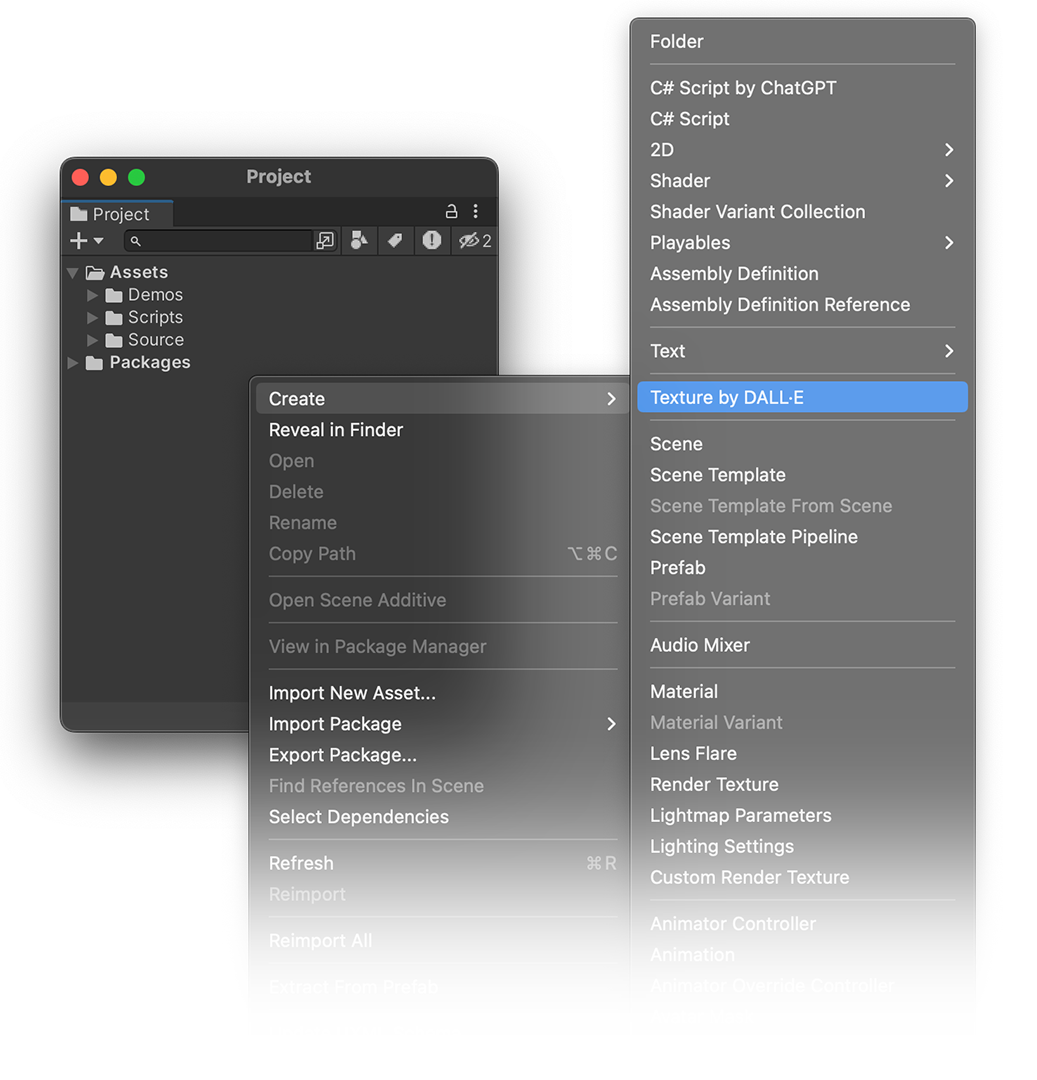 Project
Project
2
Assets
Demos
Scripts
Source
Packages
Create
Reveal in Finder
Open
Delete
Rename
Copy Path ⌥⌘C
Open Scene Additive
View in Package Manager
Import New Asset...
Import Package
Export Package...
Find References In Scene
Select Dependencies
Refresh ⌘R
Reimport
Reimport All
Extract From Prefab
Folder
C# Script by ChatGPT
C# Script
2D
Shader
Shader Variant Collection
Playables
Assembly Definition
Assembly Definition Reference
Text
Texture by DALL·E
Scene
Scene Template
Scene Template From Scene
Scene Template Pipeline
Prefab
Prefab Variant
Audio Mixer
Material
Material Variant
Lens Flare
Render Texture
Lightmap Parameters
Lighting Settings
Custom Render Texture
Animator Controller
Animation
Animator Override Controller